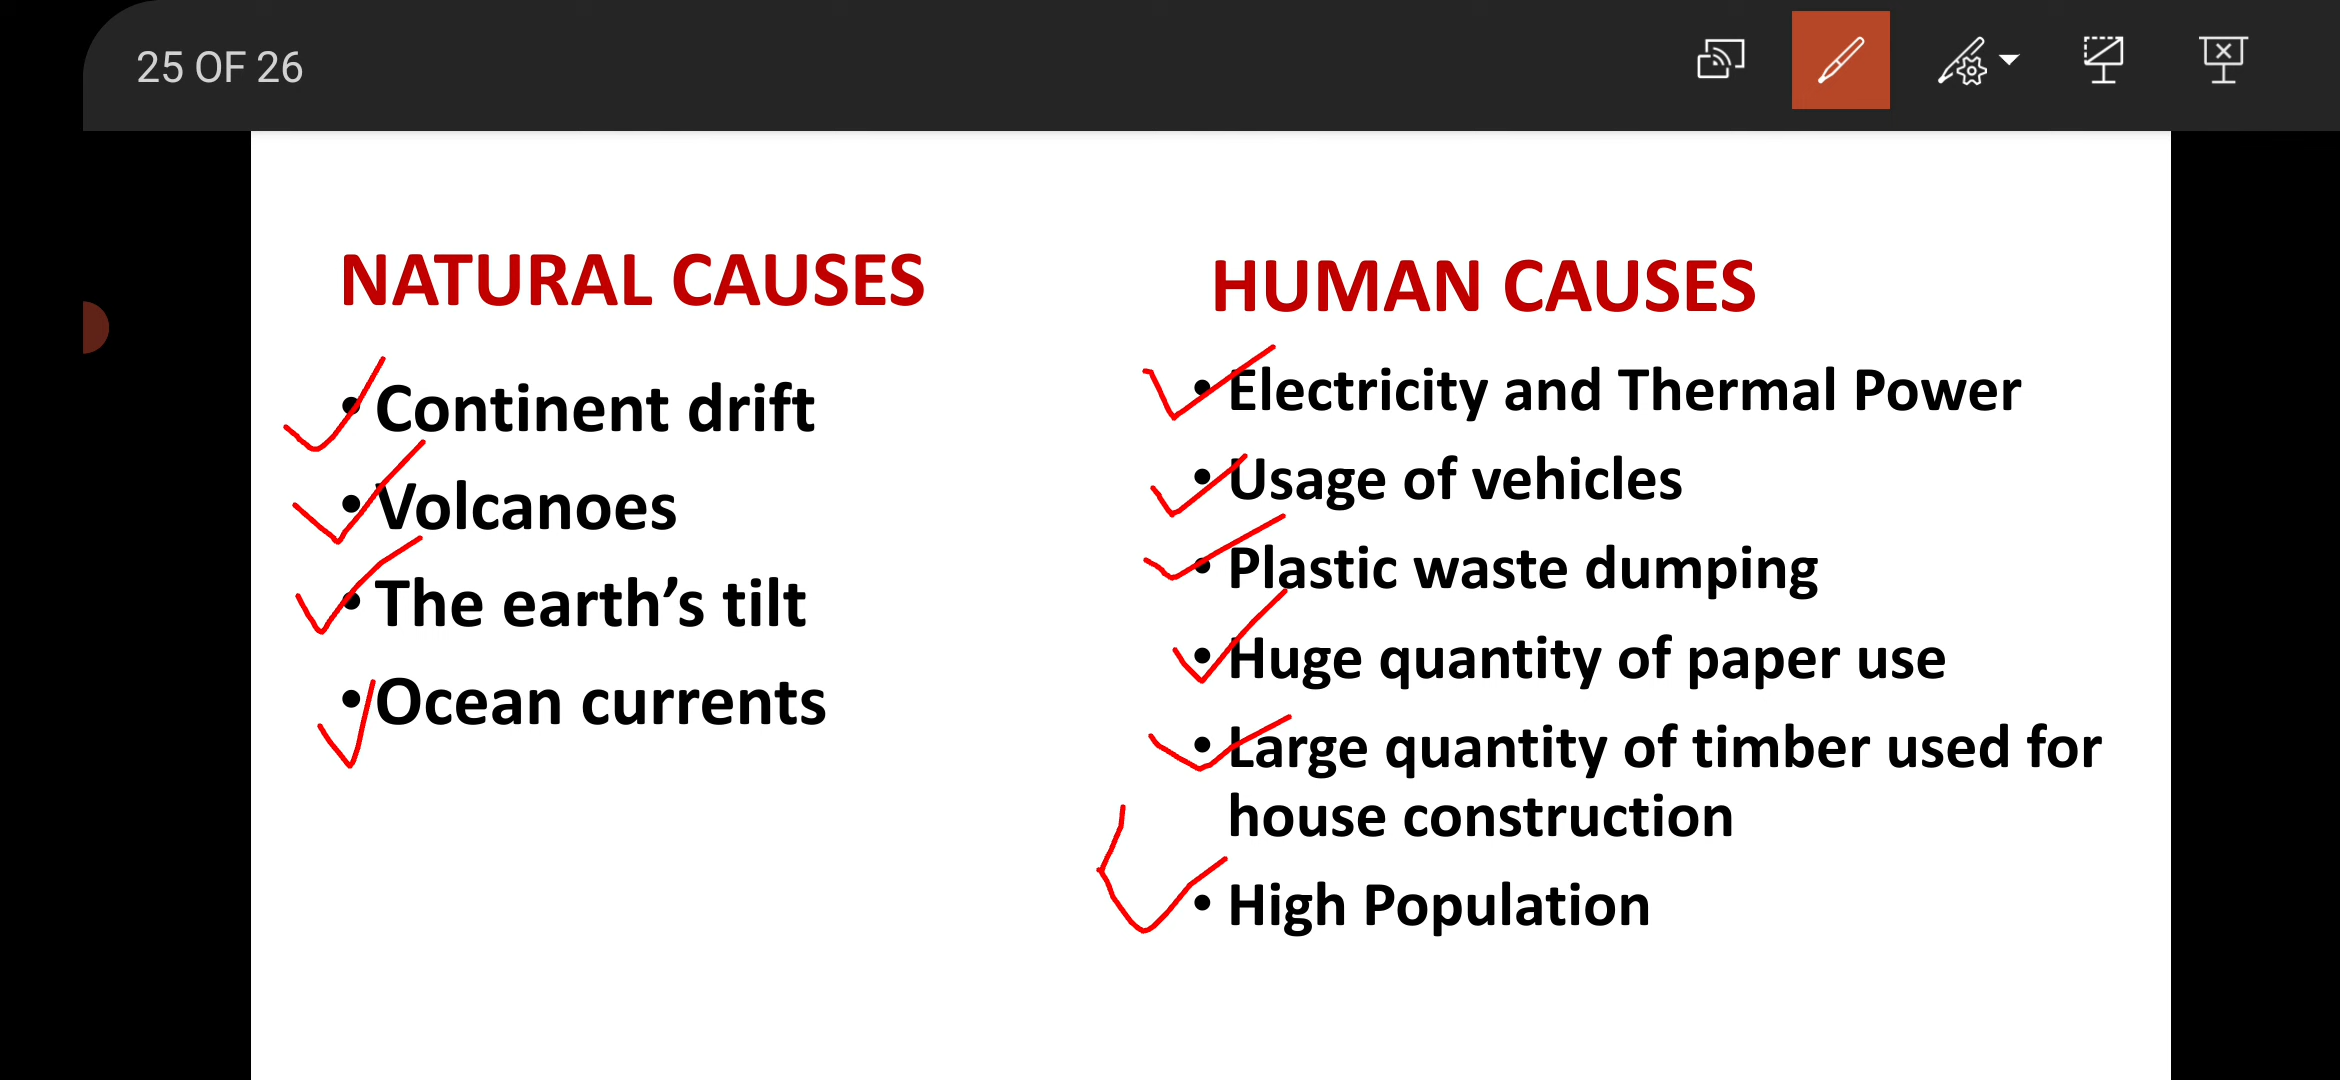 25 OF 26
NATURAL CAUSES
• Continent drift
• Volcanoes
• The earth’s tilt
• Ocean currents
HUMAN CAUSES
• Electricity and Thermal Power
• Usage of vehicles
• Plastic waste dumping
• Huge quantity of paper use
• Large quantity of timber used for
house construction
• High Population